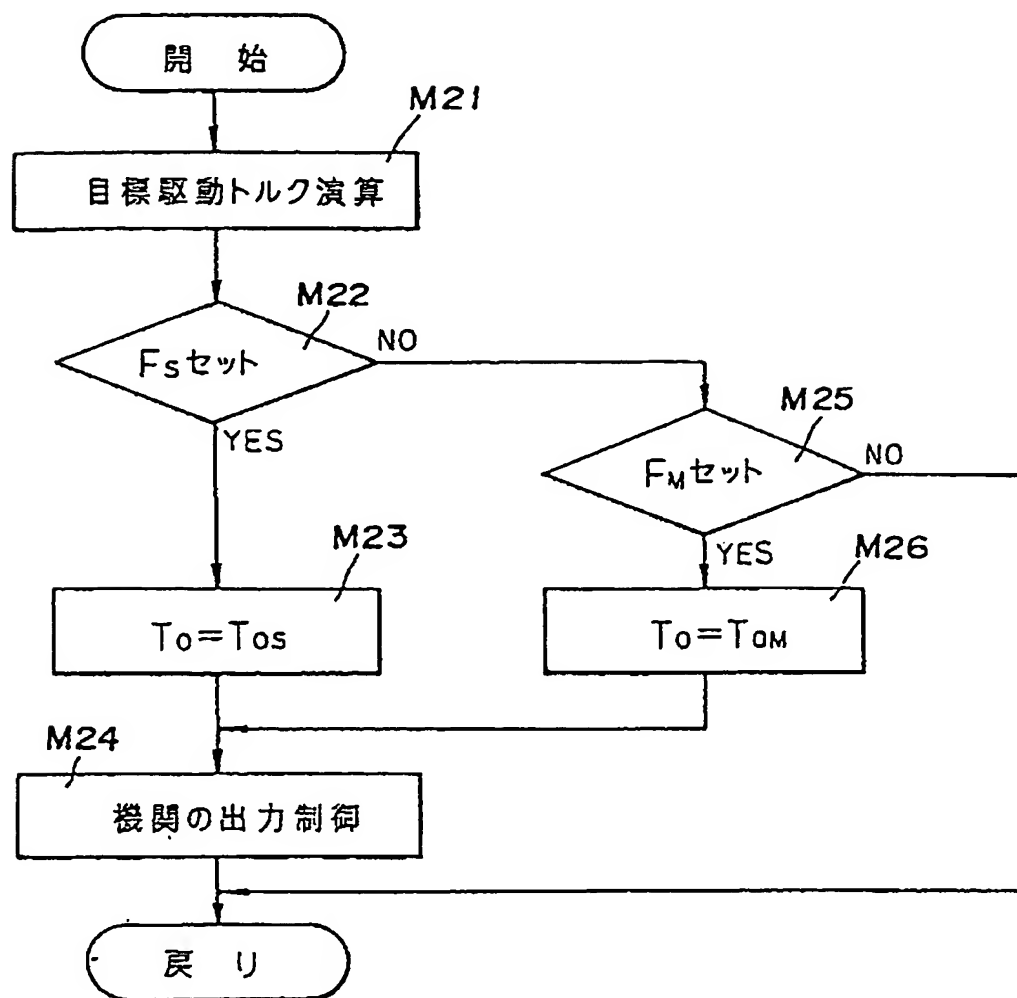 開 始
M21
目標駆動トルク演算
M22
FSセット
NO
YES
M25
FMセット
NO
YES
M23
TO=TOS
M26
TO=TOM
M24
機関の出力制御
戻 り